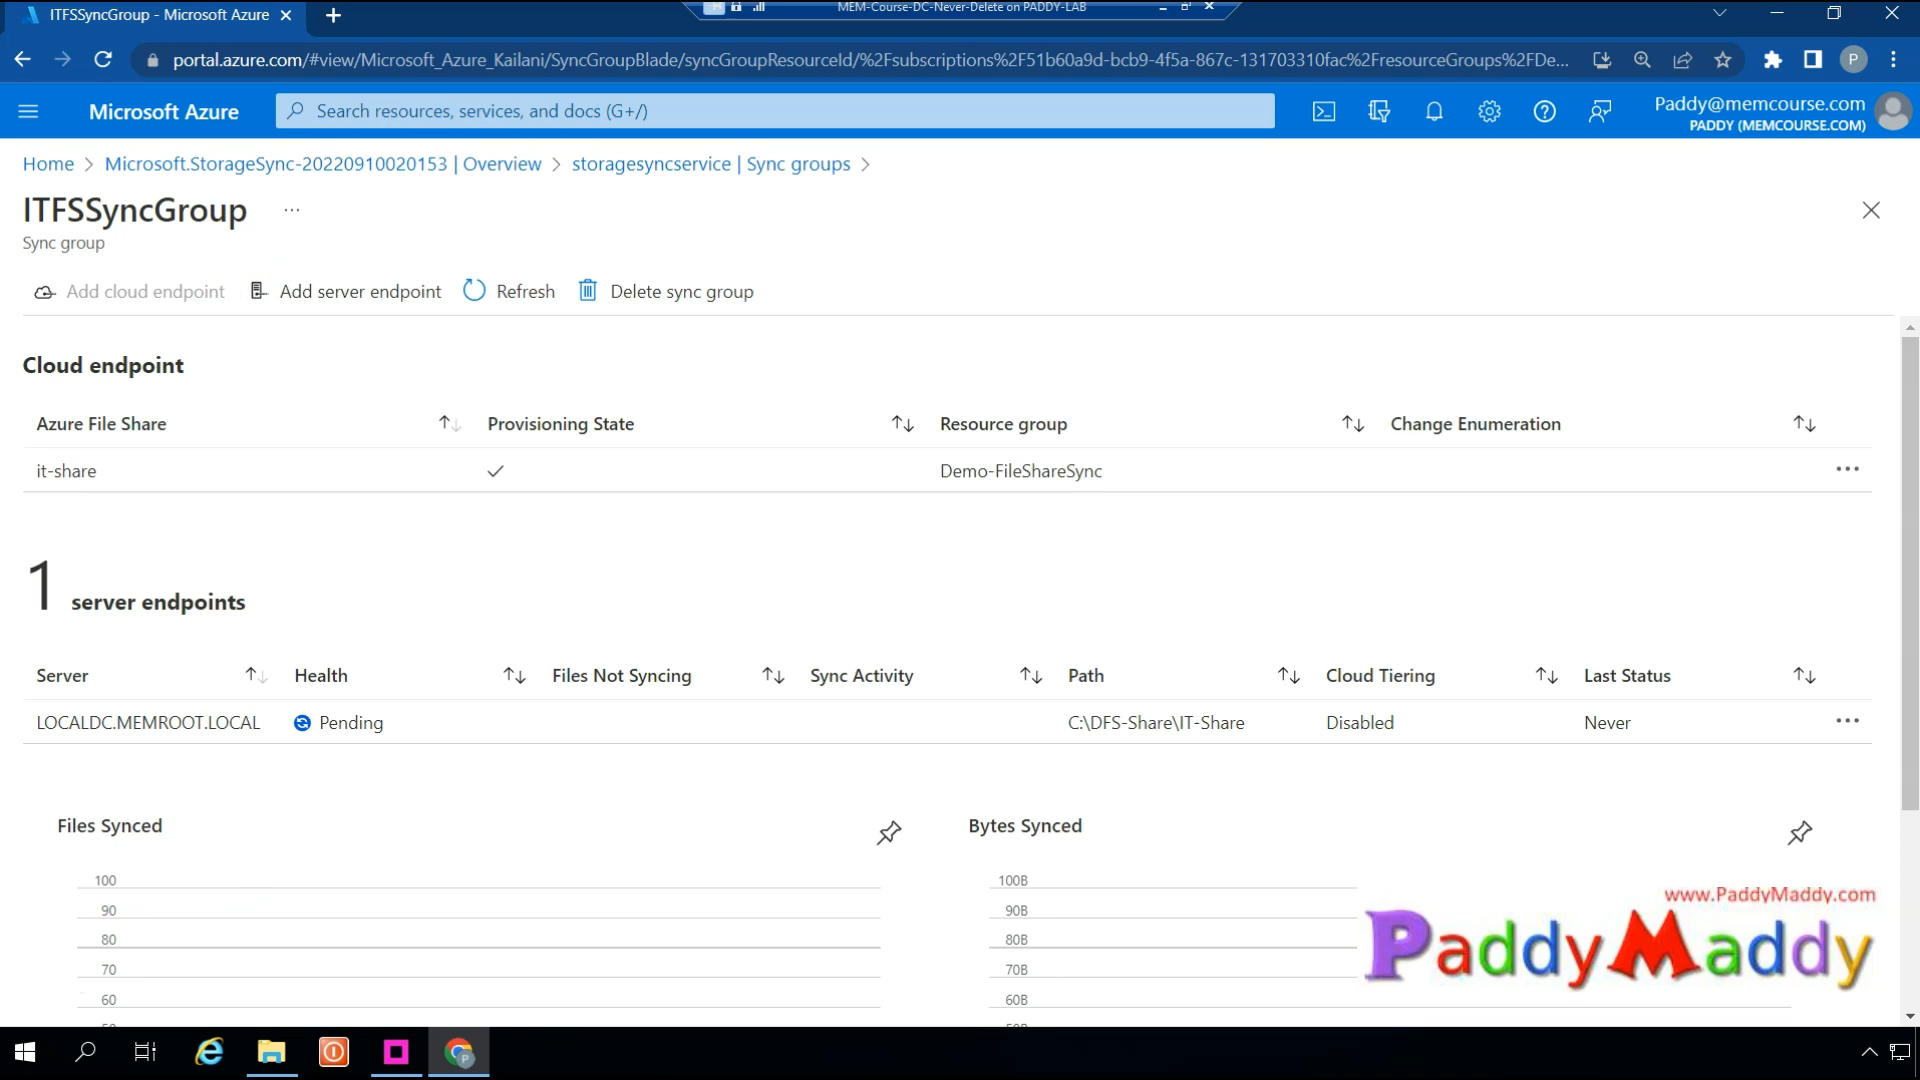 ITFSSyncGroup - Microsoft Azure
MEM-Course-DC-Never-Delete on PADDY-LAB
portal.azure.com/#view/Microsoft_Azure_Kailani/SyncGroupBlade/syncGroupResourceId/%2Fsubscriptions%2F51b60a9d-bcb9-4f5a-867c-131703310fac%2FresourceGroups%2FDe...
P
Microsoft Azure
Search resources, services, and docs (G+/)
Paddy@memcourse.com
PADDY (MEMCOURSE.COM)
Home > Microsoft.StorageSync-20220910020153 | Overview > storagesyncservice | Sync groups >
ITFSSyncGroup ...
Sync group
Add cloud endpoint Add server endpoint Refresh Delete sync group
Cloud endpoint
Azure File Share Provisioning State Resource group Change Enumeration
it-share Demo-FileShareSync
1 server endpoints
Server Health Files Not Syncing Sync Activity Path Cloud Tiering Last Status
LOCALDC.MEMROOT.LOCAL Pending C:\DFS-Share\IT-Share Disabled Never
Files Synced
100
90
80
70
60
Bytes Synced
100B
90B
80B
70B
60B
www.PaddyMaddy.com
PaddyMaddy